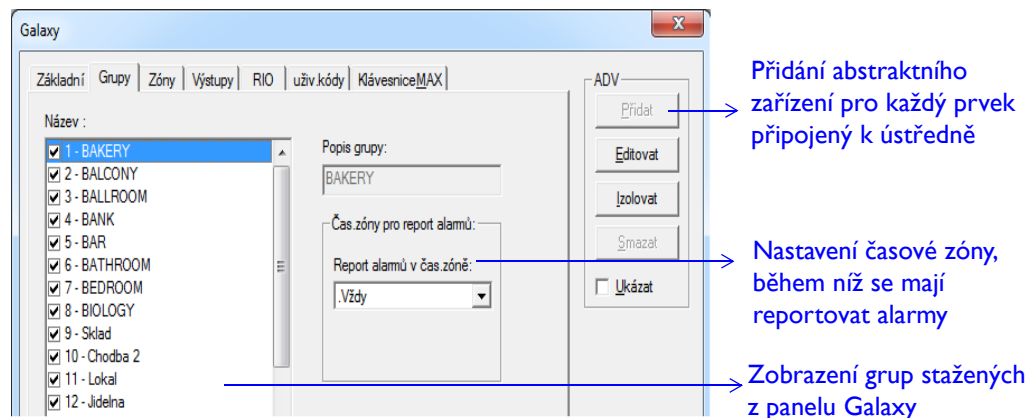 Galaxy
Základní Grupy Zóny Výstupy RIO uživ.kódy KlávesniceMAX
Název :
1 - BAKERY
2 - BALCONY
3 - BALLROOM
4 - BANK
5 - BAR
6 - BATHROOM
7 - BEDROOM
8 - BIOLOGY
9 - Sklad
10 - Chodba 2
11 - Lokal
12 - Jidelna
Popis grupy:
BAKERY
Čas.zóny pro report alarmů:
Report alarmů v čas.zóně:
.Vždy
ADV
Přidat
Editovat
Izolovat
Smazat
Ukázat
Přidání abstraktního
zařízení pro každý prvek
připojený k ústředně
Nastavení časové zóny,
během níž se mají
reportovat alarmy
Zobrazení grup stažených
z panelu Galaxy